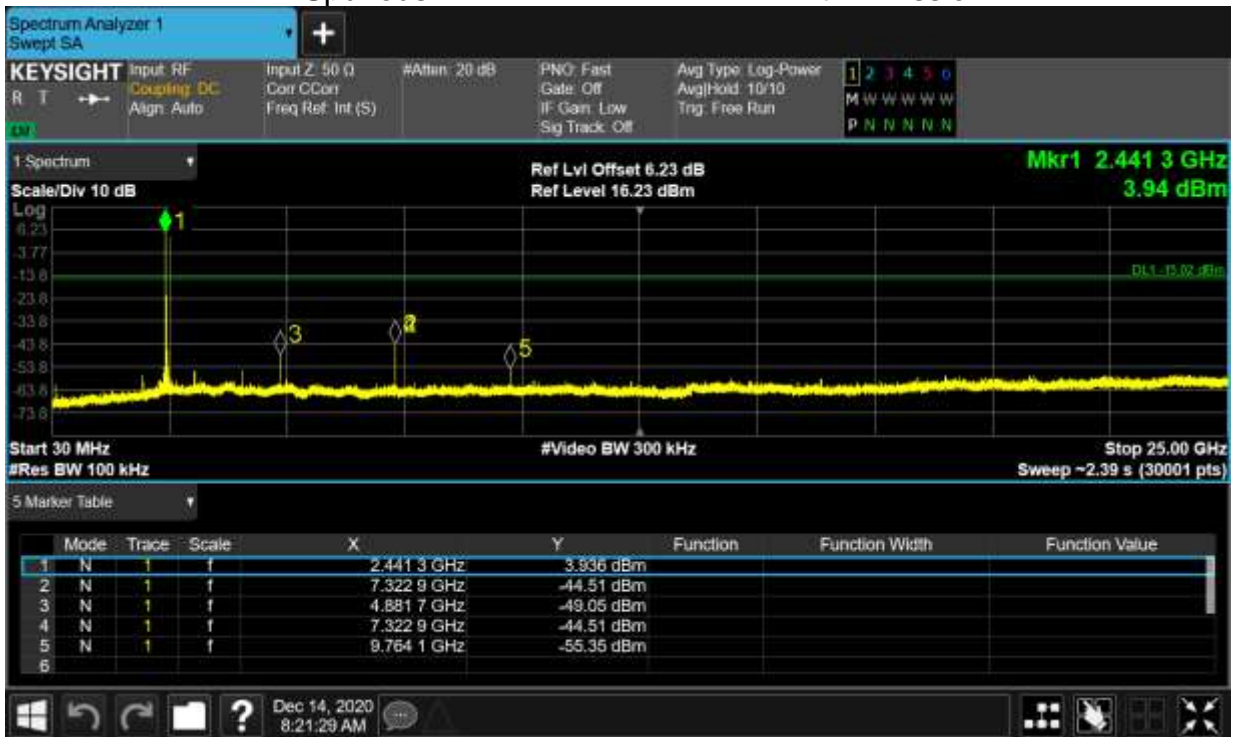 Spectrum Analyzer 1
Swept SA
+
KEYSIGHT
R T
Input: RF
Coupling: DC
Align: Auto
Input Z: 50 Ω
Corr CCorr
Freq Ref: Int (S)
#Atten: 20 dB
PNO: Fast
Gate: Off
IF Gain: Low
Sig Track: Off
Avg Type: Log-Power
Avg|Hold: 10/10
Trig: Free Run
1 2 3 4 5 6
M W W W W W
P N N N N N
1 Spectrum
Scale/Div 10 dB
Ref Lvl Offset 6.23 dB
Ref Level 16.23 dBm
Mkr1 2.441 3 GHz
3.94 dBm
Log
6.23
-3.77
-13.8
-23.8
-33.8
-43.8
-53.8
-63.8
-73.8
1
3
5
DL1 -15.02 dBm
Start 30 MHz
#Video BW 300 kHz
Stop 25.00 GHz
#Res BW 100 kHz
Sweep ~2.39 s (30001 pts)
5 Marker Table
Mode Trace Scale X Y Function Function Width Function Value
1 N 1 f 2.441 3 GHz 3.936 dBm
2 N 1 f 7.322 9 GHz -44.51 dBm
3 N 1 f 4.881 7 GHz -49.05 dBm
4 N 1 f 7.322 9 GHz -44.51 dBm
5 N 1 f 9.764 1 GHz -55.35 dBm
6
?
Dec 14, 2020
8:21:29 AM